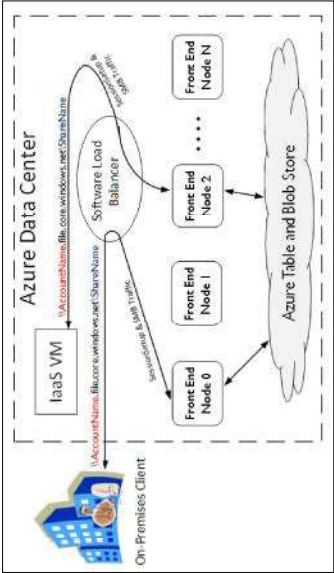 Azure Data Center
IaaS VM
\\AccountName.file.core.windows.net\ShareName
SessionSetup &
SMB Traffic
\\AccountName.file.core.windows.net\ShareName
Software Load
Balancer
SessionSetup & SMB Traffic
On-Premises Client
Front End
Node 0
Front End
Node 1
Front End
Node 2
. . . .
Front End
Node N
Azure Table and Blob Store